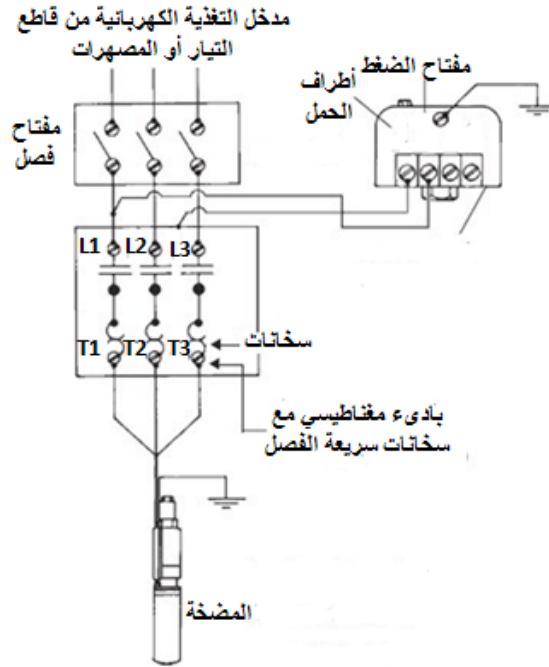 مدخل التغذية الكهربائية من قاطع
التيار أو المصهرات
مفتاح الضغط
أطراف
الحمل
مفتاح
فصل
L1 L2 L3
T1 T2 T3
سخانات
بادىء مغناطيسي مع
سخانات سريعة الفصل
المضخة